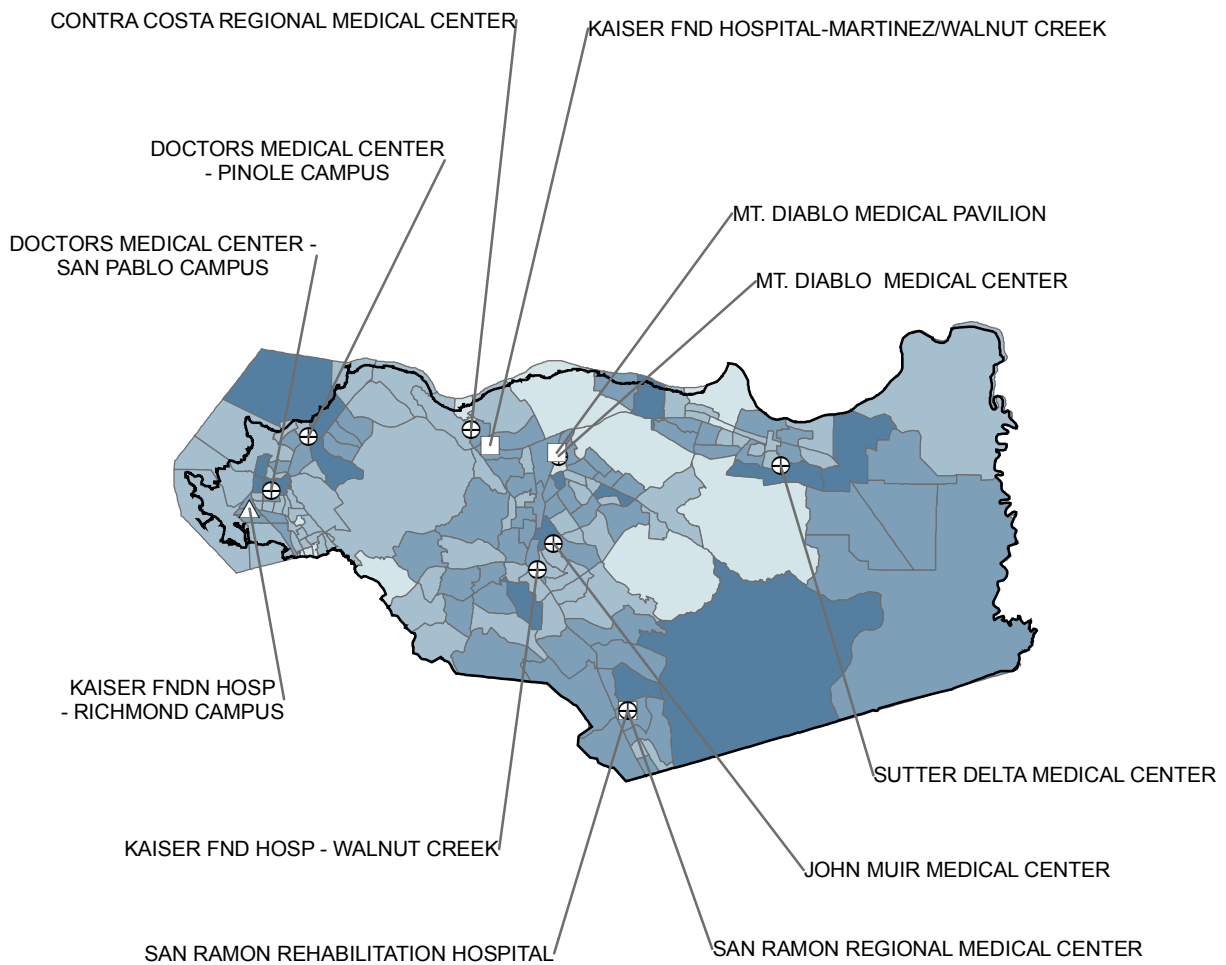 CONTRA COSTA REGIONAL MEDICAL CENTER
KAISER FND HOSPITAL-MARTINEZ/WALNUT CREEK
DOCTORS MEDICAL CENTER
- PINOLE CAMPUS
MT. DIABLO MEDICAL PAVILION
DOCTORS MEDICAL CENTER -
SAN PABLO CAMPUS
MT. DIABLO MEDICAL CENTER
KAISER FNDN HOSP
- RICHMOND CAMPUS
SUTTER DELTA MEDICAL CENTER
KAISER FND HOSP - WALNUT CREEK
JOHN MUIR MEDICAL CENTER
SAN RAMON REHABILITATION HOSPITAL
SAN RAMON REGIONAL MEDICAL CENTER